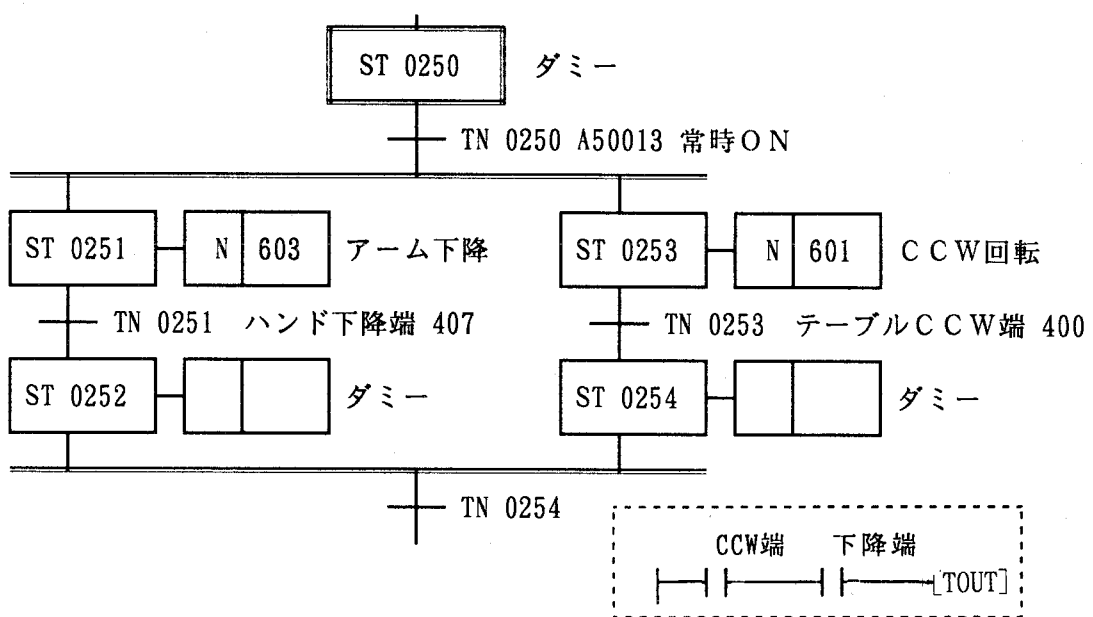 ST 0250 ダミー
TN 0250 A50013 常時ON
ST 0251 N 603 アーム下降
ST 0253 N 601 CCW回転
TN 0251 ハンド下降端 407
TN 0253 テーブルCCW端 400
ST 0252 ダミー
ST 0254 ダミー
TN 0254
CCW端 下降端
[TOUT]